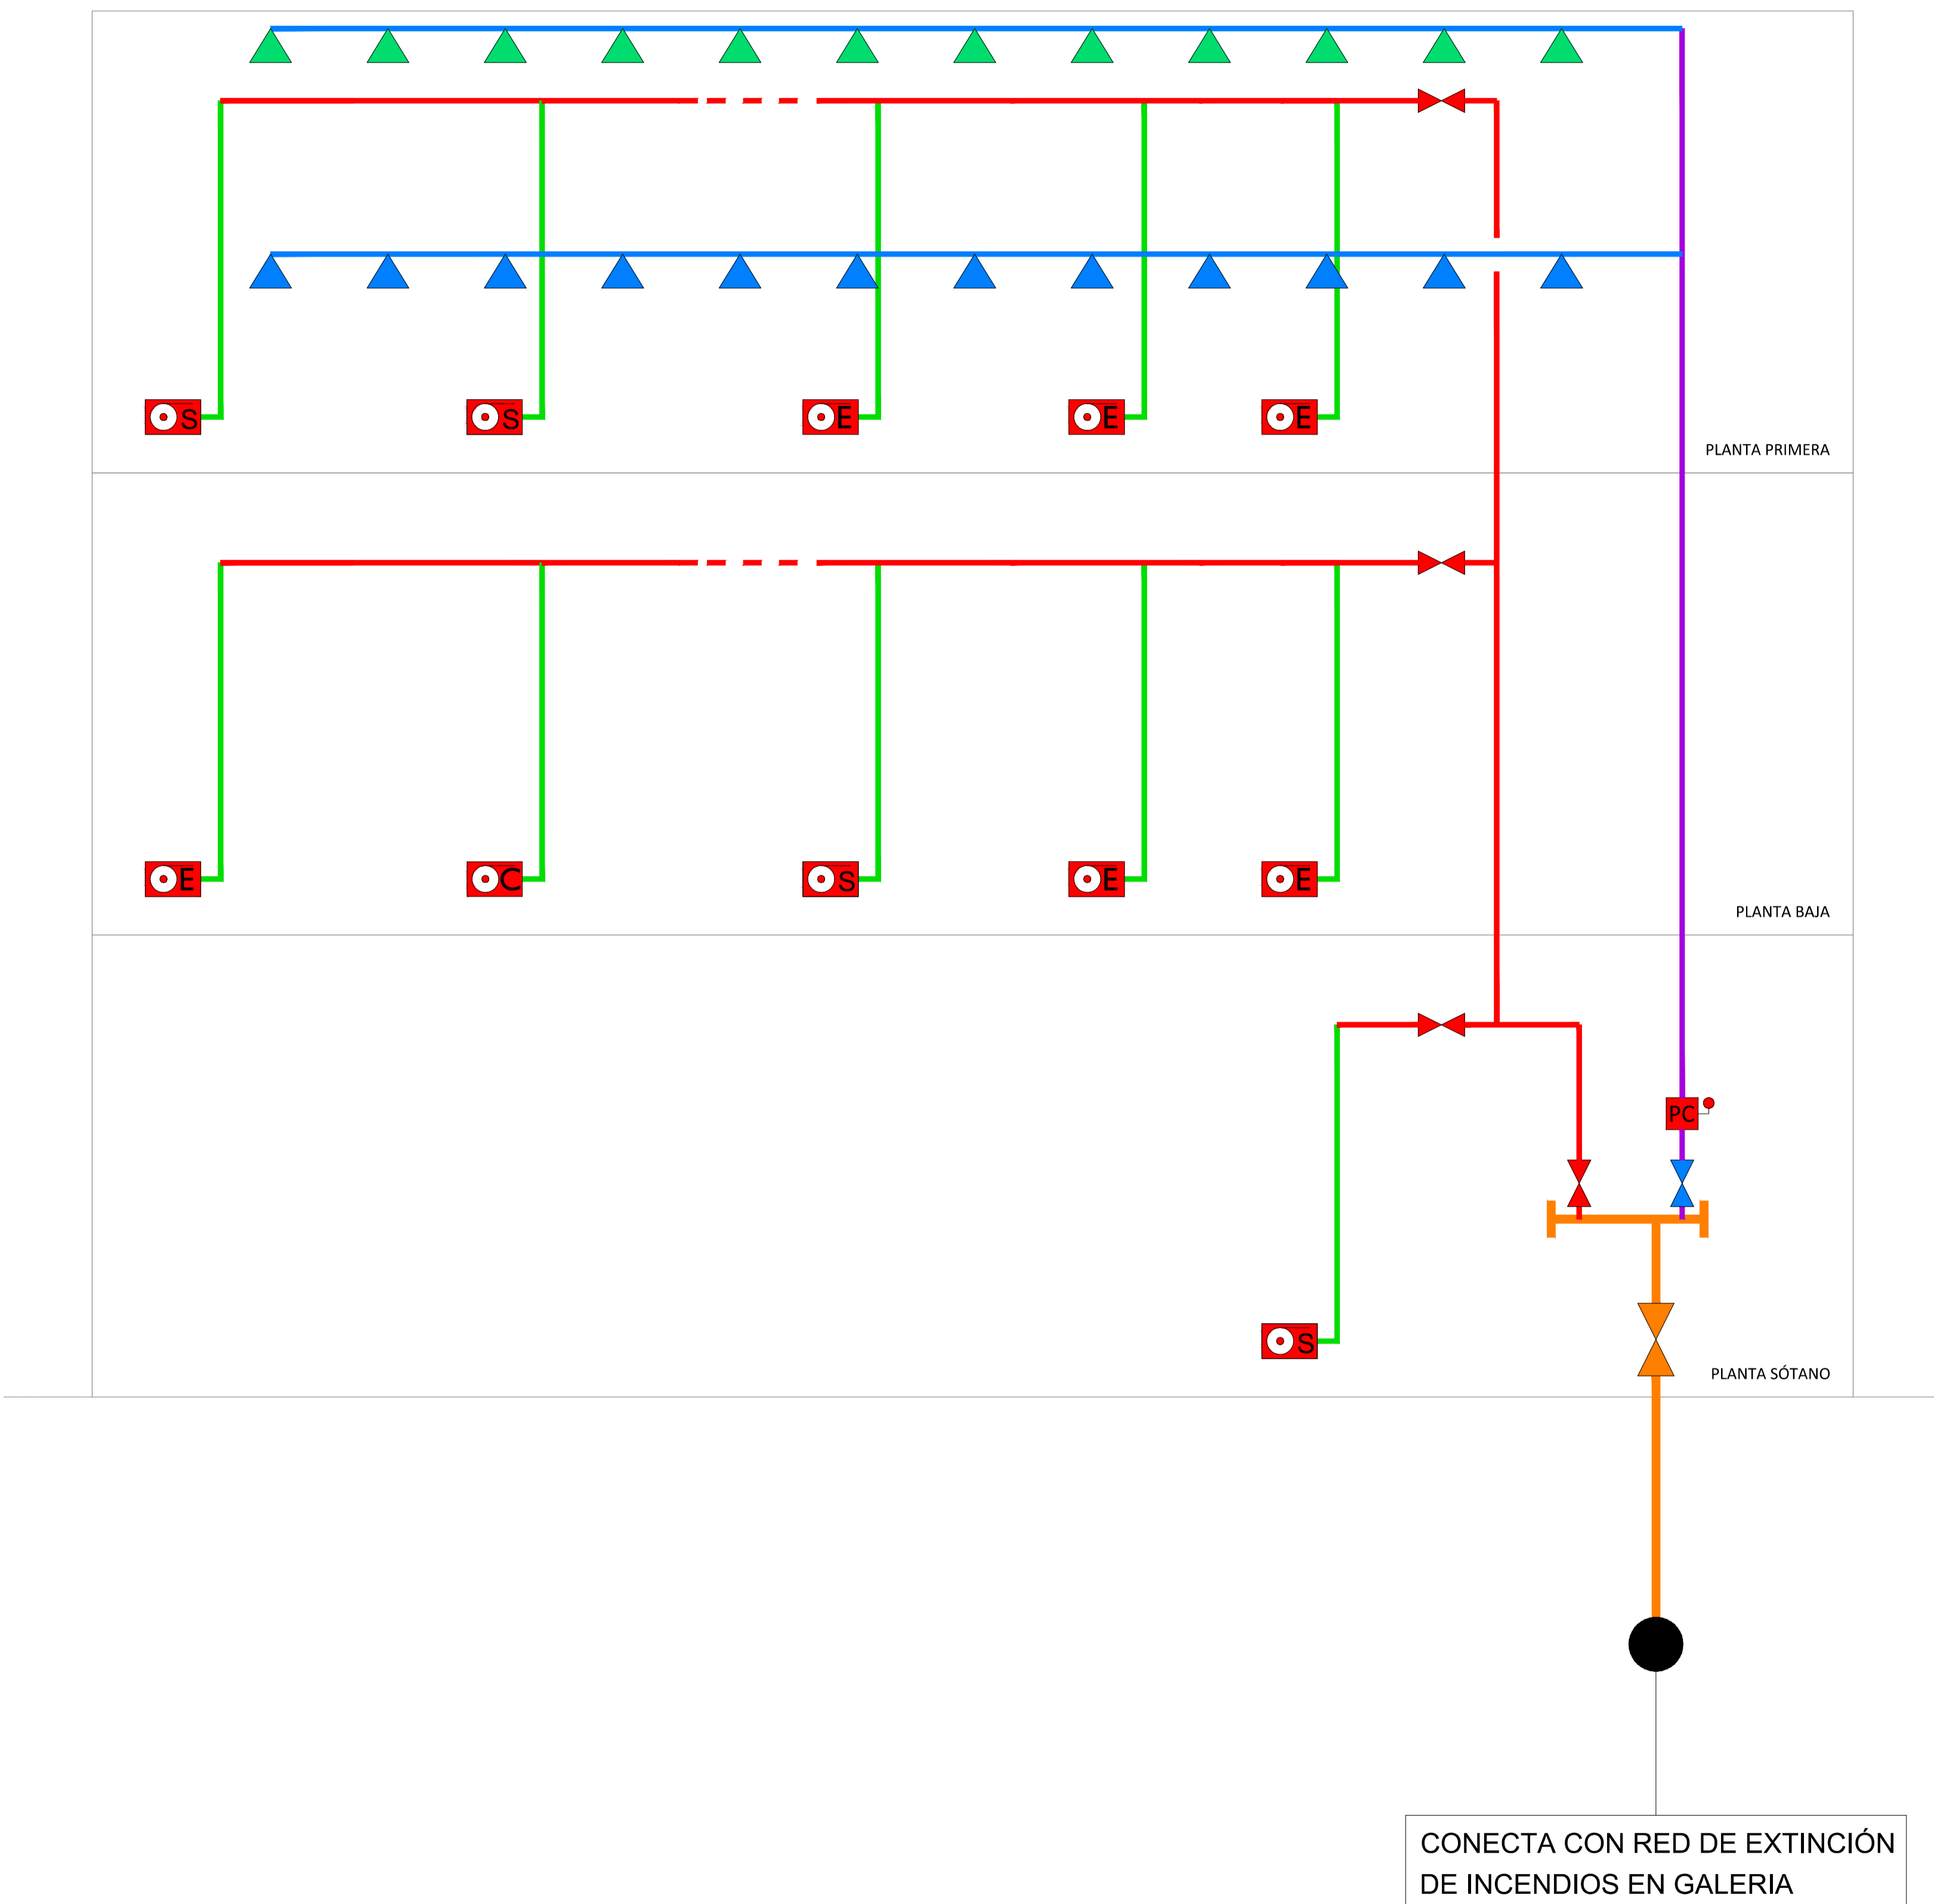 S S E E E
PLANTA PRIMERA
E C S E E
PLANTA BAJA
PC
S
PLANTA SÓTANO
CONECTA CON RED DE EXTINCIÓN
DE INCENDIOS EN GALERIA